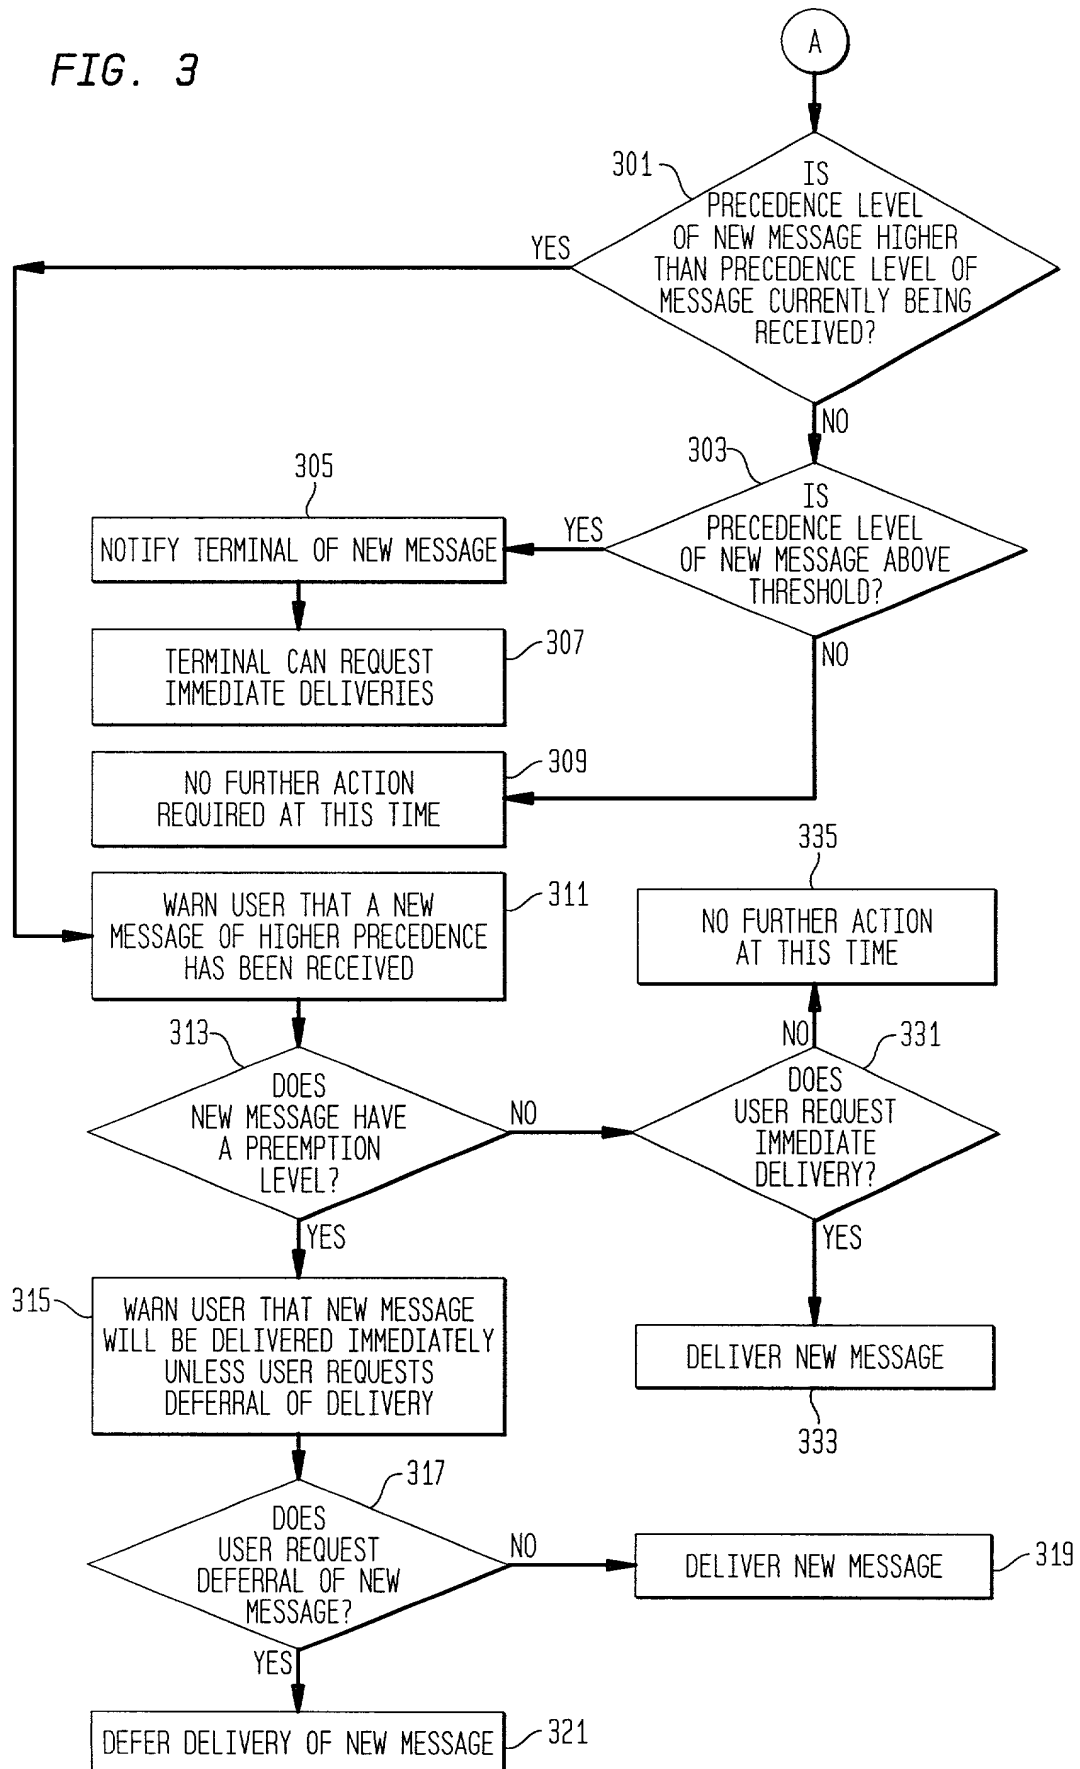 FIG. 3
A
301
IS
PRECEDENCE LEVEL
OF NEW MESSAGE HIGHER
THAN PRECEDENCE LEVEL OF
MESSAGE CURRENTLY BEING
RECEIVED?
YES
NO
303
IS
PRECEDENCE LEVEL
OF NEW MESSAGE ABOVE
THRESHOLD?
YES
NO
305
NOTIFY TERMINAL OF NEW MESSAGE
307
TERMINAL CAN REQUEST
IMMEDIATE DELIVERIES
309
NO FURTHER ACTION
REQUIRED AT THIS TIME
311
WARN USER THAT A NEW
MESSAGE OF HIGHER PRECEDENCE
HAS BEEN RECEIVED
335
NO FURTHER ACTION
AT THIS TIME
313
DOES
NEW MESSAGE HAVE
A PREEMPTION
LEVEL?
NO
YES
331
NO
DOES
USER REQUEST
IMMEDIATE
DELIVERY?
YES
315
WARN USER THAT NEW MESSAGE
WILL BE DELIVERED IMMEDIATELY
UNLESS USER REQUESTS
DEFERRAL OF DELIVERY
DELIVER NEW MESSAGE
333
317
DOES
USER REQUEST
DEFERRAL OF NEW
MESSAGE?
NO
YES
DELIVER NEW MESSAGE
319
DEFER DELIVERY OF NEW MESSAGE
321